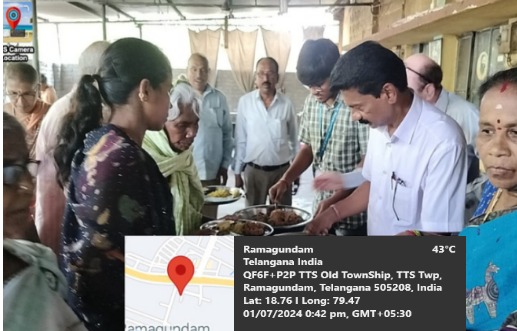 S Camera
Location
Ramagundam
43°C
Telangana India
QF6F+P2P TTS Old TownShip, TTS Twp,
Ramagundam, Telangana 505208, India
Lat: 18.76 I Long: 79.47
01/07/2024 0:42 pm, GMT+05:30
Ramagundam